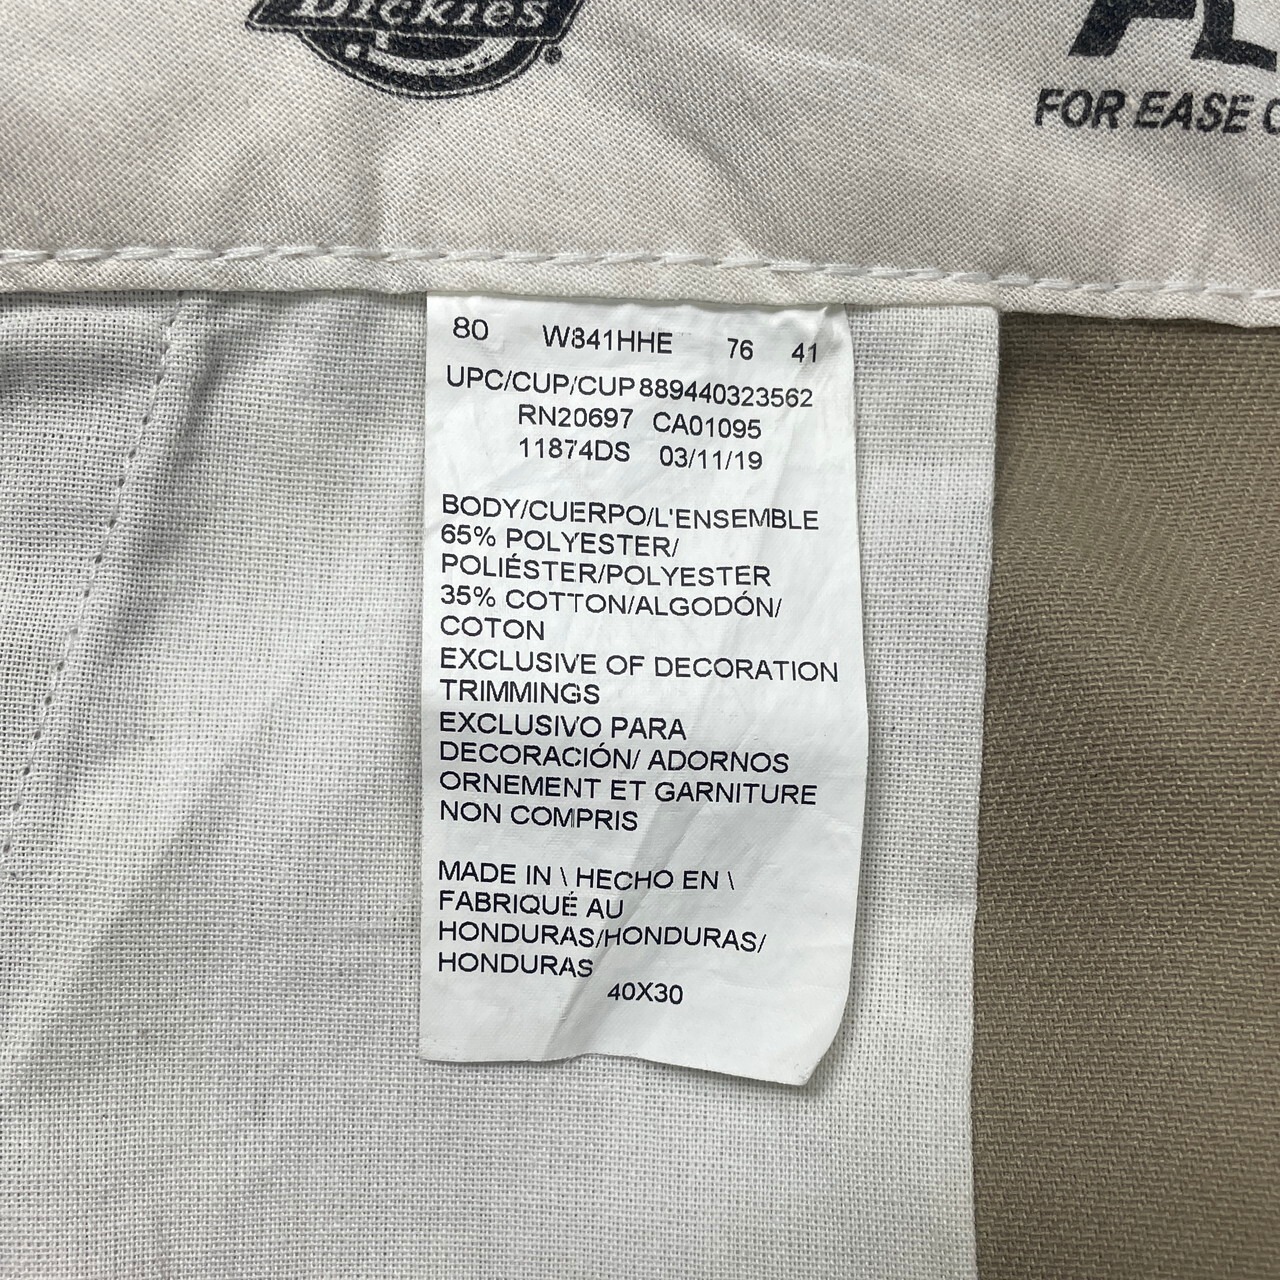 Dickies
FOR EASE
80 W841HHE 76 41
UPC/CUP/CUP 889440323562
RN20697 CA01095
11874DS 03/11/19
BODY/CUERPO/L'ENSEMBLE
65% POLYESTER/
POLIÉSTER/POLYESTER
35% COTTON/ALGODÓN/
COTON
EXCLUSIVE OF DECORATION
TRIMMINGS
EXCLUSIVO PARA
DECORACIÓN/ ADORNOS
ORNEMENT ET GARNITURE
NON COMPRIS
MADE IN \ HECHO EN \
FABRIQUÉ AU
HONDURAS/HONDURAS/
HONDURAS
40X30